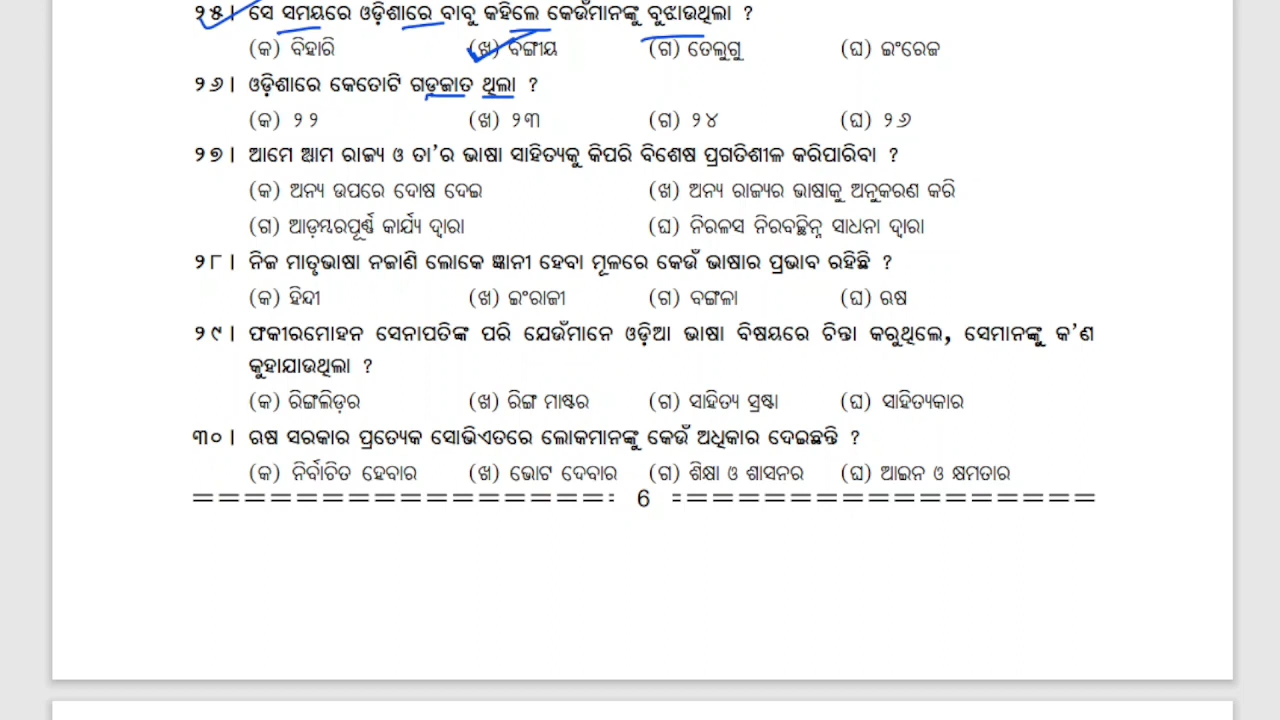 ୨୫। ସେ ସମୟରେ ଓଡ଼ିଶାରେ ବାବୁ କହିଲେ କେଉଁମାନଙ୍କୁ ବୁଝାଉଥିଲା ?
(କ) ବିହାରି (ଖ) ବଙ୍ଗୀୟ (ଗ) ତେଲୁଗୁ (ଘ) ଇଂରେଜ
୨୬। ଓଡ଼ିଶାରେ କେତୋଟି ଗଡ଼ଜାତ ଥିଲା ?
(କ) ୨୨ (ଖ) ୨୩ (ଗ) ୨୪ (ଘ) ୨୬
୨୭। ଆମେ ଆମ ରାଜ୍ୟ ଓ ତା’ର ଭାଷା ସାହିତ୍ୟକୁ କିପରି ବିଶେଷ ପ୍ରଗତିଶୀଳ କରିପାରିବା ?
(କ) ଅନ୍ୟ ଉପରେ ଦୋଷ ଦେଇ (ଖ) ଅନ୍ୟ ରାଜ୍ୟର ଭାଷାକୁ ଅନୁକରଣ କରି
(ଗ) ଆଡ଼ମ୍ଭରପୂର୍ଣ୍ଣ କାର୍ଯ୍ୟ ଦ୍ୱାରା (ଘ) ନିରଳସ ନିରବଚ୍ଛିନ୍ନ ସାଧନା ଦ୍ୱାରା
୨୮। ନିଜ ମାତୃଭାଷା ନଜାଣି ଲୋକେ ଜ୍ଞାନୀ ହେବା ମୂଳରେ କେଉଁ ଭାଷାର ପ୍ରଭାବ ରହିଛି ?
(କ) ହିନ୍ଦୀ (ଖ) ଇଂରାଜୀ (ଗ) ବଙ୍ଗଳା (ଘ) ଋଷ
୨୯। ଫକୀରମୋହନ ସେନାପତିଙ୍କ ପରି ଯେଉଁମାନେ ଓଡ଼ିଆ ଭାଷା ବିଷୟରେ ଚିନ୍ତା କରୁଥିଲେ, ସେମାନଙ୍କୁ କ’ଣ
କୁହାଯାଉଥିଲା ?
(କ) ରିଙ୍ଗଲିଡ଼ର (ଖ) ରିଙ୍ଗ ମାଷ୍ଟର (ଗ) ସାହିତ୍ୟ ସ୍ରଷ୍ଟା (ଘ) ସାହିତ୍ୟକାର
୩୦। ଋଷ ସରକାର ପ୍ରତ୍ୟେକ ସୋଭିଏତରେ ଲୋକମାନଙ୍କୁ କେଉଁ ଅଧିକାର ଦେଇଛନ୍ତି ?
(କ) ନିର୍ବାଚିତ ହେବାର (ଖ) ଭୋଟ ଦେବାର (ଗ) ଶିକ୍ଷା ଓ ଶାସନର (ଘ) ଆଇନ ଓ କ୍ଷମତାର
6